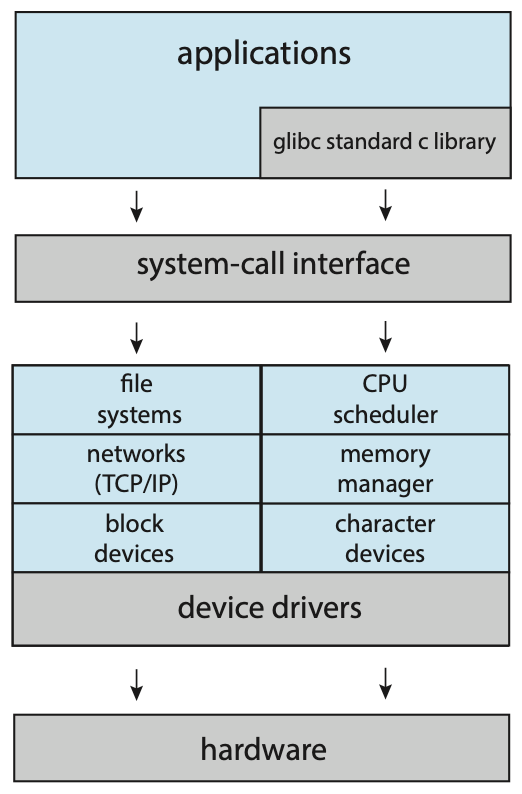 applications
glibc standard c library
system-call interface
file
systems
CPU
scheduler
networks
(TCP/IP)
memory
manager
block
devices
character
devices
device drivers
hardware